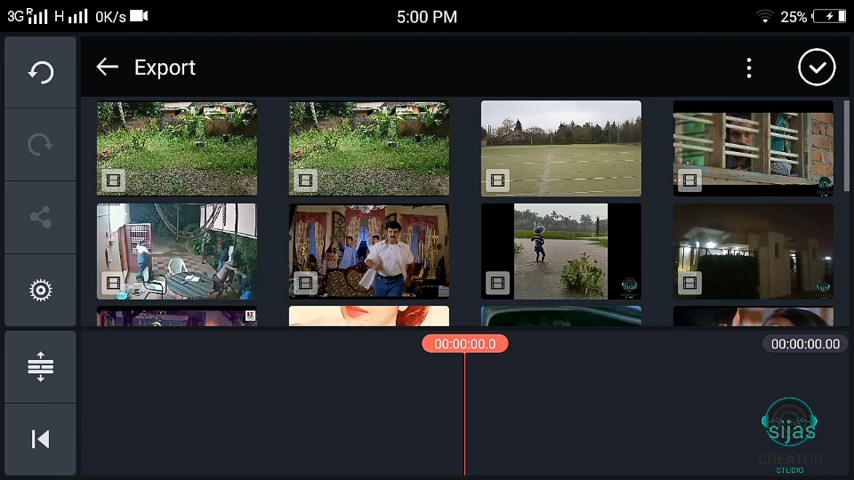 3G R H 0K/s 5:00 PM 25%
Export
00:00:00.0 00:00:00.00
sijas
CREATOR
STUDIO